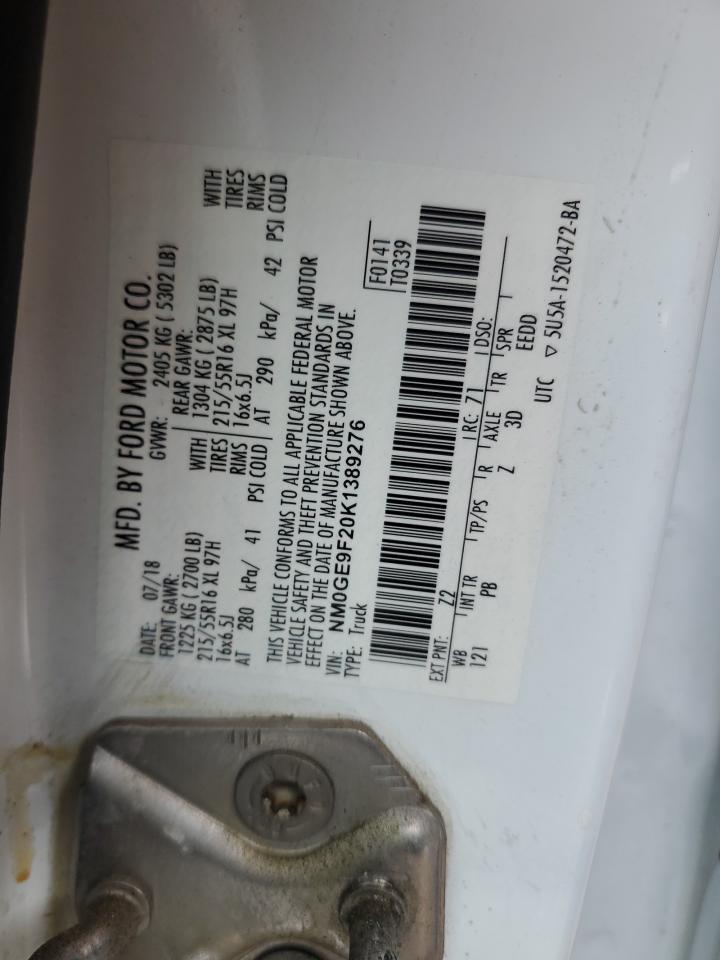 MFD. BY FORD MOTOR CO.
DATE: 07/18 GVWR: 2405 KG ( 5302 LB)
FRONT GAWR: REAR GAWR:
1225 KG ( 2700 LB) WITH 1304 KG ( 2875 LB) WITH
215/55R16 XL 97H TIRES 215/55R16 XL 97H TIRES
16x6.5J RIMS 16x6.5J RIMS
AT 280 kPa/ 41 PSI COLD AT 290 kPa/ 42 PSI COLD
THIS VEHICLE CONFORMS TO ALL APPLICABLE FEDERAL MOTOR
VEHICLE SAFETY AND THEFT PREVENTION STANDARDS IN
EFFECT ON THE DATE OF MANUFACTURE SHOWN ABOVE.
VIN: NM0GE9F20K1389276 F0141
TYPE: Truck T0339
EXT PNT: Z2 RC: 71 DSO:
WB INT TR TP/PS R AXLE TR SPR
121 PB Z 3D EEDD
UTC ▽ 5U5A-1520472-BA